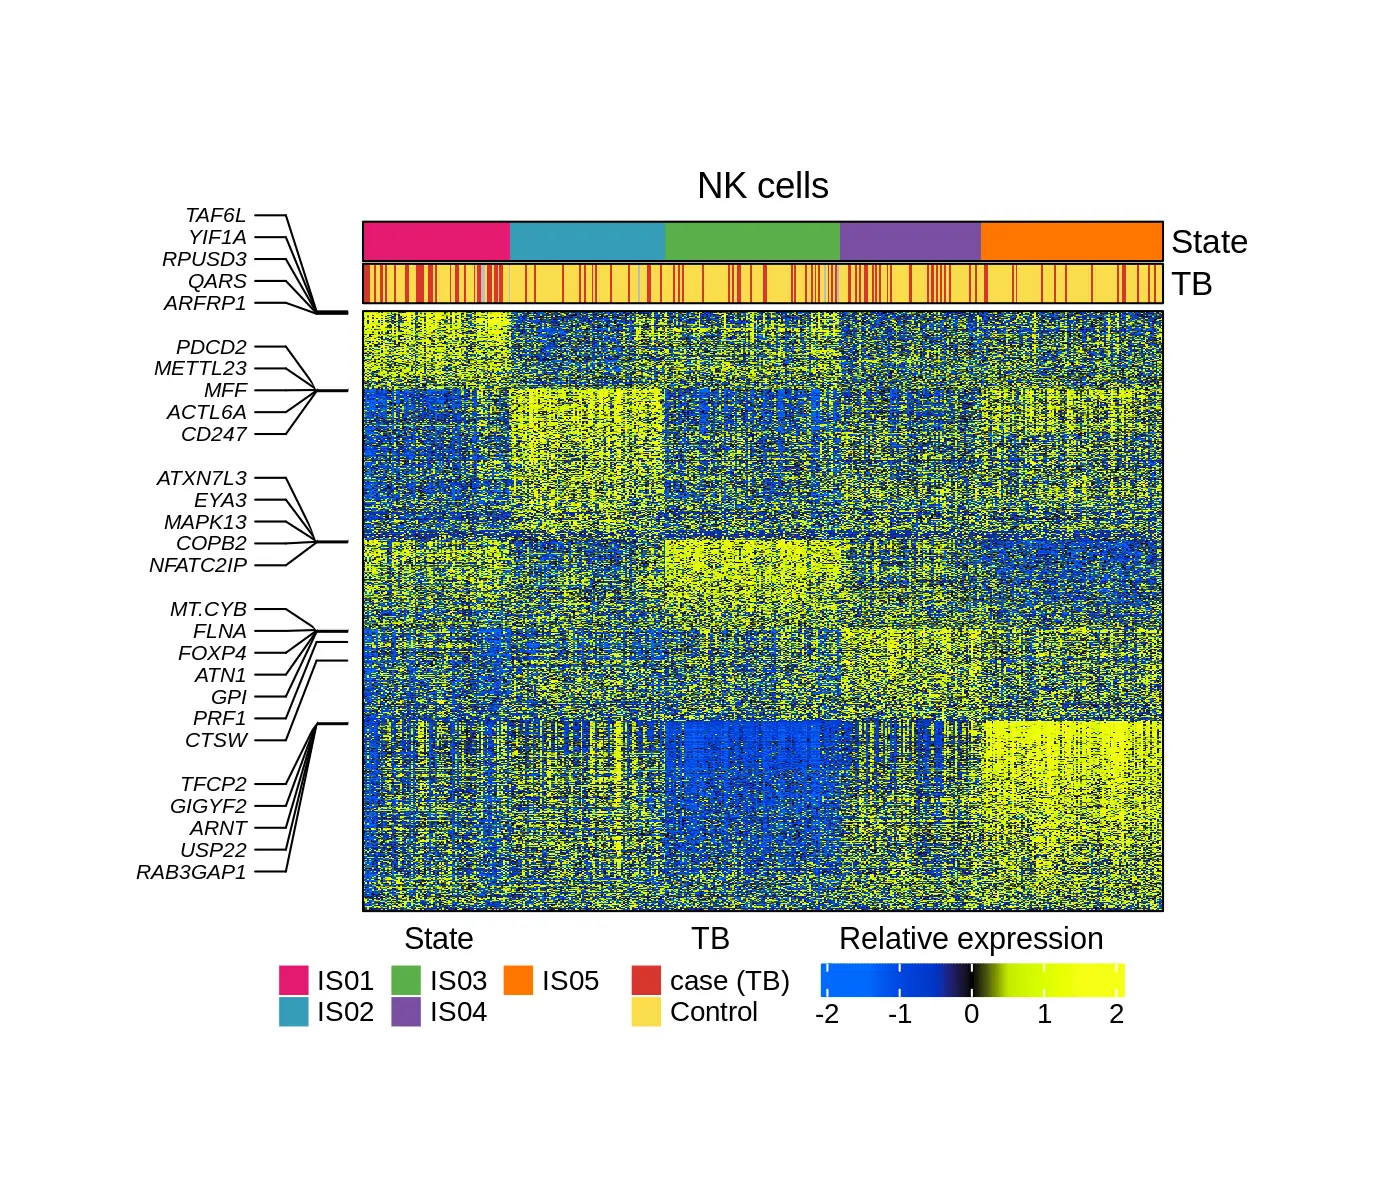 NK cells
State
TB
TAF6L
YIF1A
RPUSD3
QARS
ARFRP1
PDCD2
METTL23
MFF
ACTL6A
CD247
ATXN7L3
EYA3
MAPK13
COPB2
NFATC2IP
MT.CYB
FLNA
FOXP4
ATN1
GPI
PRF1
CTSW
TFCP2
GIGYF2
ARNT
USP22
RAB3GAP1
State
IS01 IS03 IS05
IS02 IS04
TB
case (TB)
Control
Relative expression
-2 -1 0 1 2